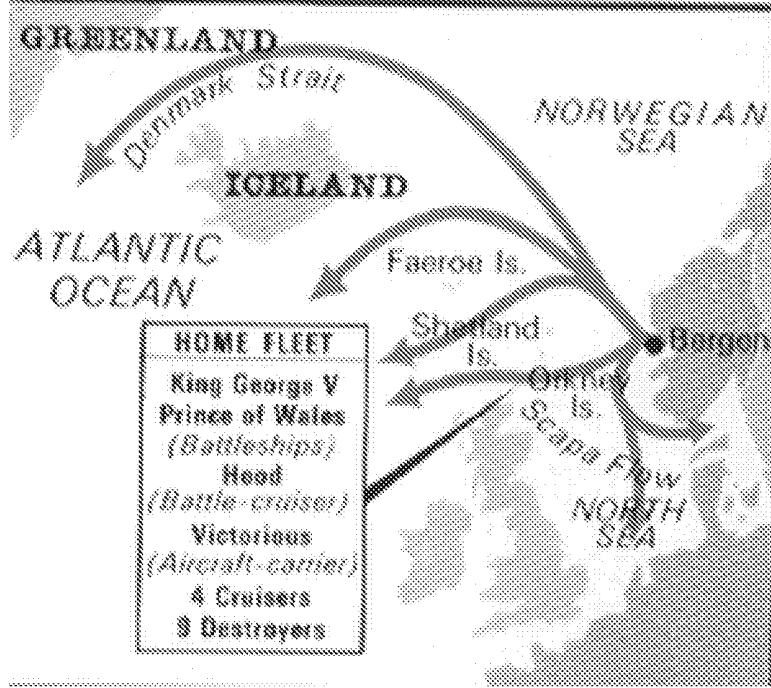 GREENLAND
Denmark Strait
NORWEGIAN
SEA
ICELAND
ATLANTIC
OCEAN
Faeroe Is.
Shetland
Is.
Bergen
Orkney
Is.
Scapa Flow
NORTH
SEA
HOME FLEET
King George V
Prince of Wales
(Battleships)
Hood
(Battle-cruiser)
Victorious
(Aircraft-carrier)
4 Cruisers
9 Destroyers